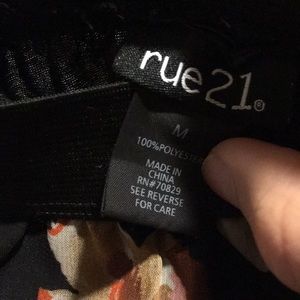 rue21®
M
100%POLYESTER
MADE IN
CHINA
RN#70829
SEE REVERSE
FOR CARE